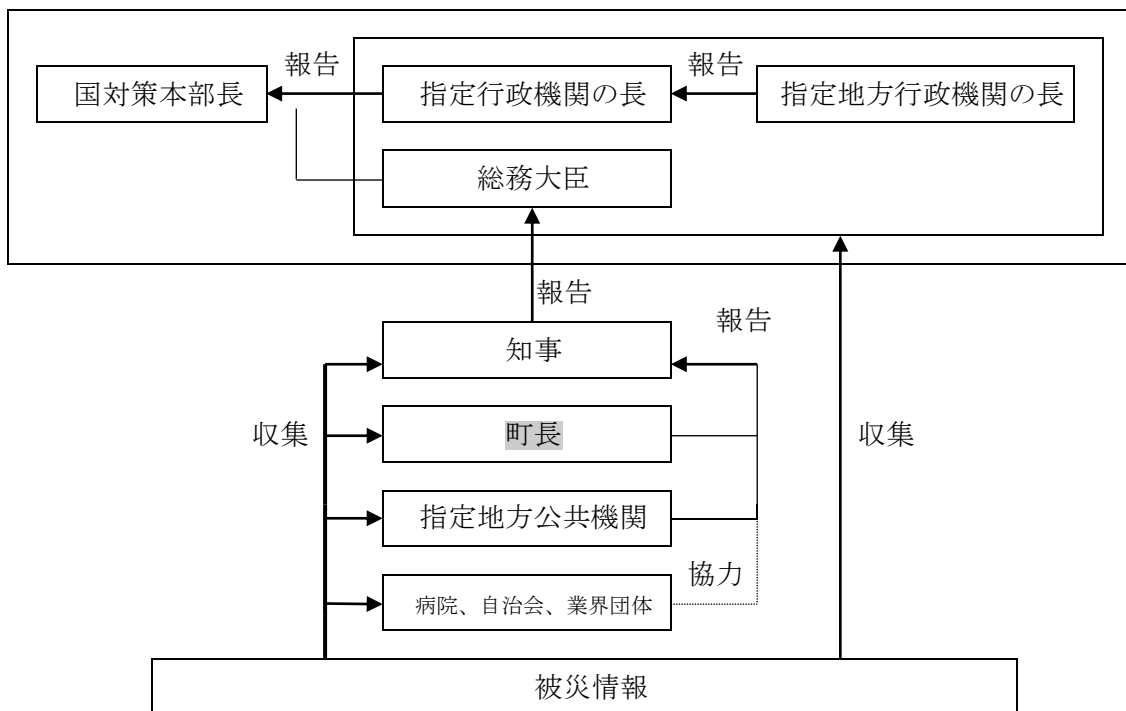 報告
報告
国対策本部長
指定行政機関の長
指定地方行政機関の長
総務大臣
報告
報告
知事
収集
町長
収集
指定地方公共機関
協力
病院、自治会、業界団体
被災情報